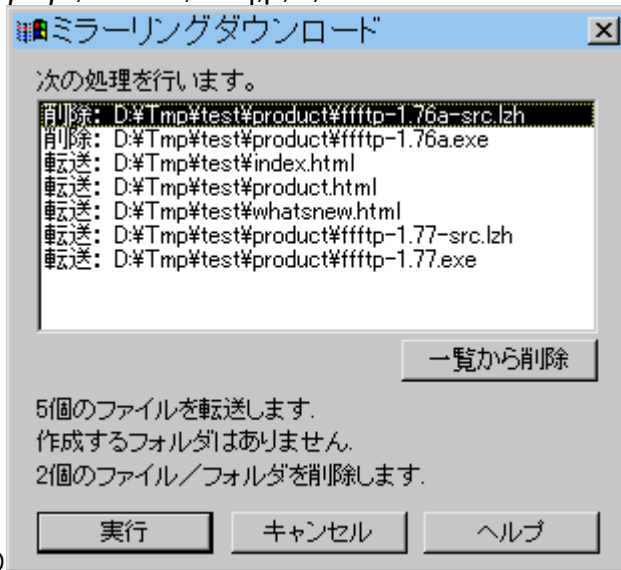 ミラーリングダウンロード
次の処理を行います。
削除: D:¥Tmp¥test¥product¥ffftp-1.76a-src.lzh
削除: D:¥Tmp¥test¥product¥ffftp-1.76a.exe
転送: D:¥Tmp¥test¥index.html
転送: D:¥Tmp¥test¥product.html
転送: D:¥Tmp¥test¥whatsnew.html
転送: D:¥Tmp¥test¥product¥ffftp-1.77-src.lzh
転送: D:¥Tmp¥test¥product¥ffftp-1.77.exe
一覧から削除
5個のファイルを転送します.
作成するフォルダはありません.
2個のファイル/フォルダを削除します.
実行 キャンセル ヘルプ